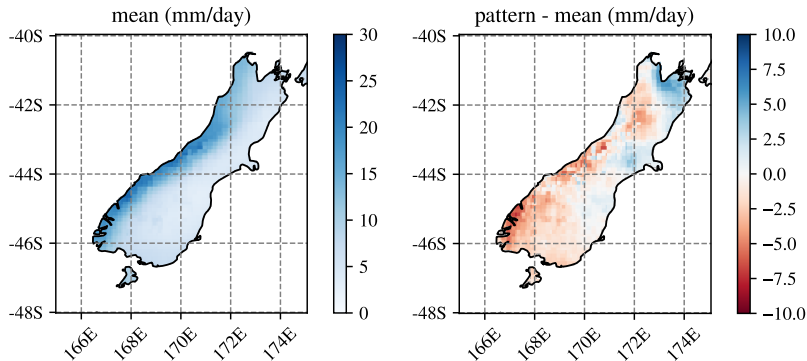 mean (mm/day)
-40S
-42S
-44S
-46S
-48S
166E
168E
170E
172E
174E
30
25
20
15
10
5
0
pattern - mean (mm/day)
-40S
-42S
-44S
-46S
-48S
166E
168E
170E
172E
174E
10.0
7.5
5.0
2.5
0.0
−2.5
−5.0
−7.5
−10.0